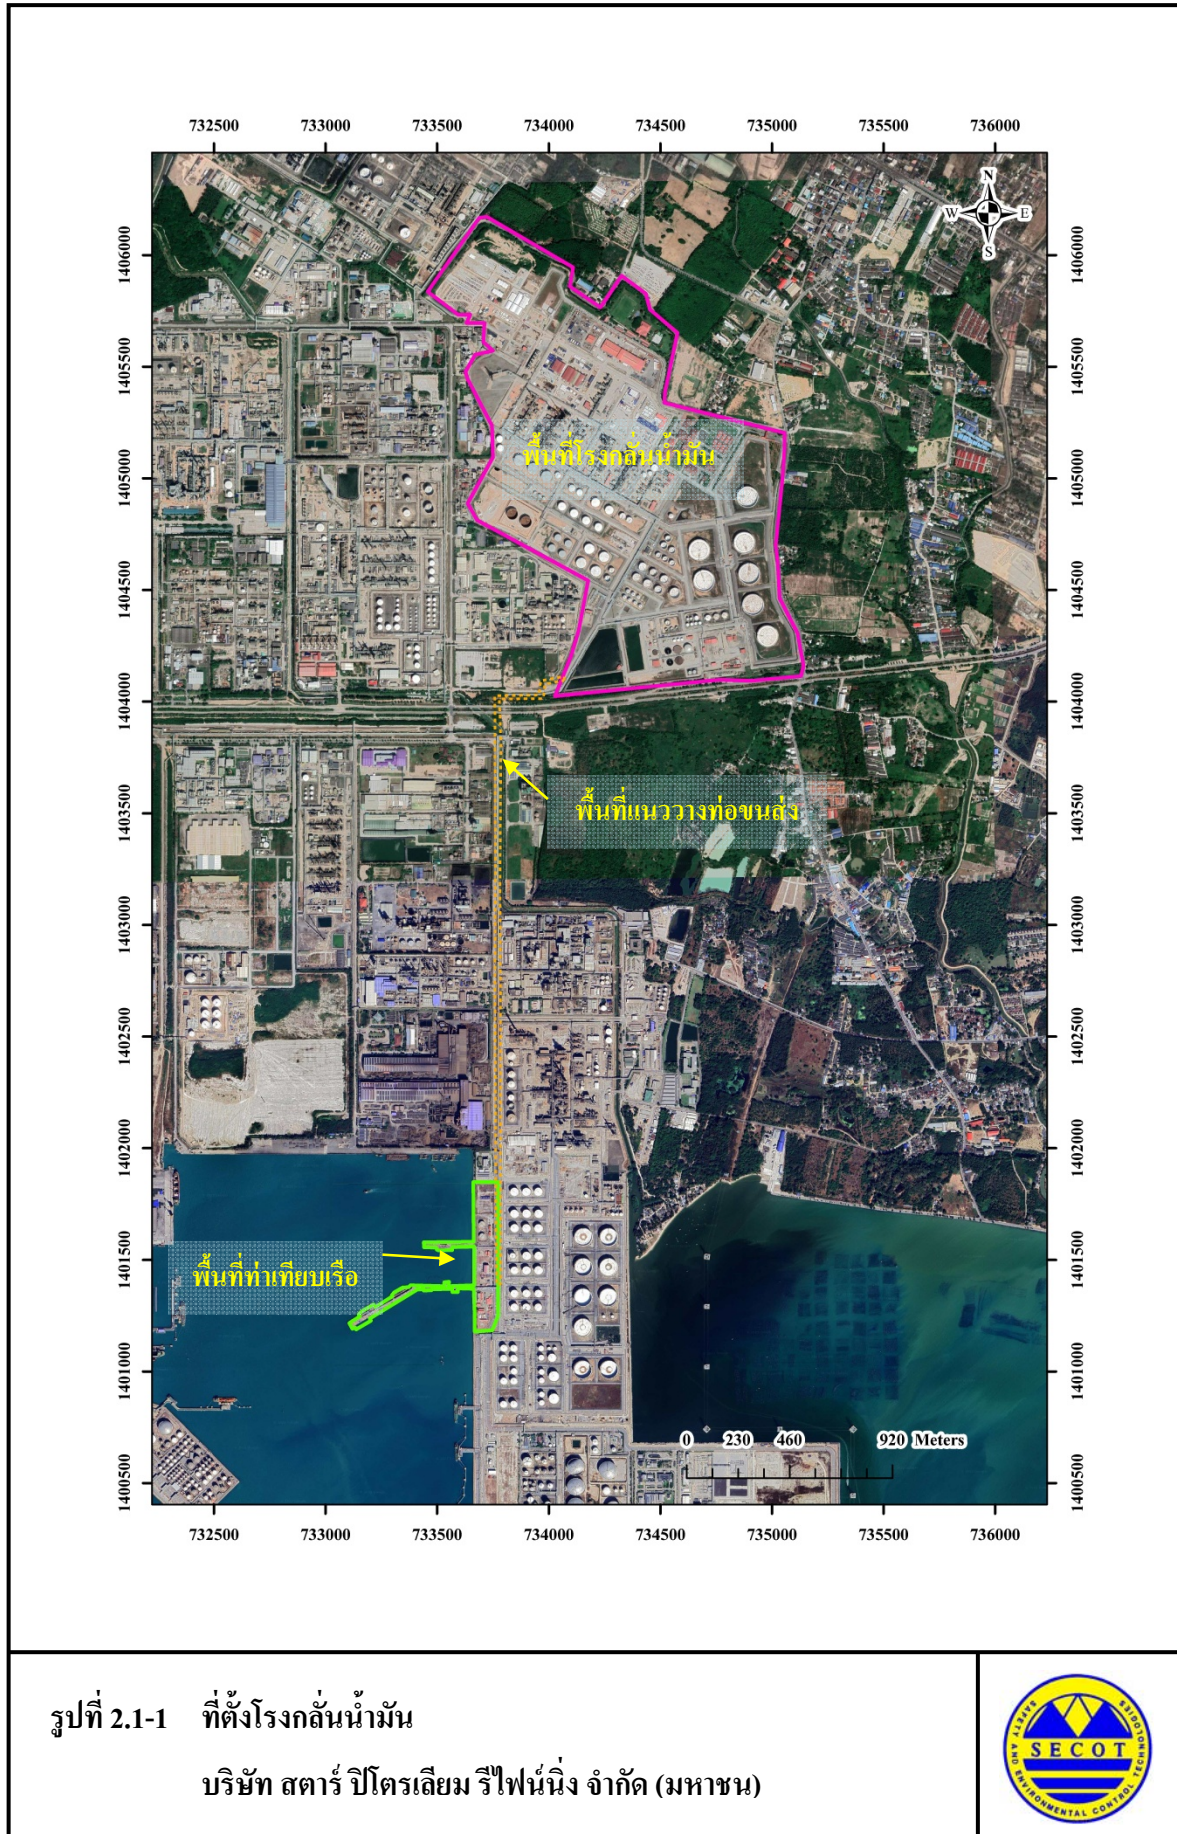 732500 733000 733500 734000 734500 735000 735500 736000
N
W E
S
1406000 1406000
1405500 1405500
พื้นที่โรงกลั่นน้ำมัน
1405000 1405000
1404500 1404500
1404000 1404000
พื้นที่แนววางท่อขนส่ง
1403500 1403500
1403000 1403000
1402500 1402500
1402000 1402000
พื้นที่ท่าเทียบเรือ
1401500 1401500
1401000 1401000
0 230 460 920 Meters
1400500 1400500
732500 733000 733500 734000 734500 735000 735500 736000
รูปที่ 2.1-1 ที่ตั้งโรงกลั่นน้ำมัน
บริษัท สตาร์ ปิโตรเลียม รีไฟน์นิ่ง จำกัด (มหาชน)
SECOT
SAFETY AND ENVIRONMENTAL CONTROL TECHNOLOGIES